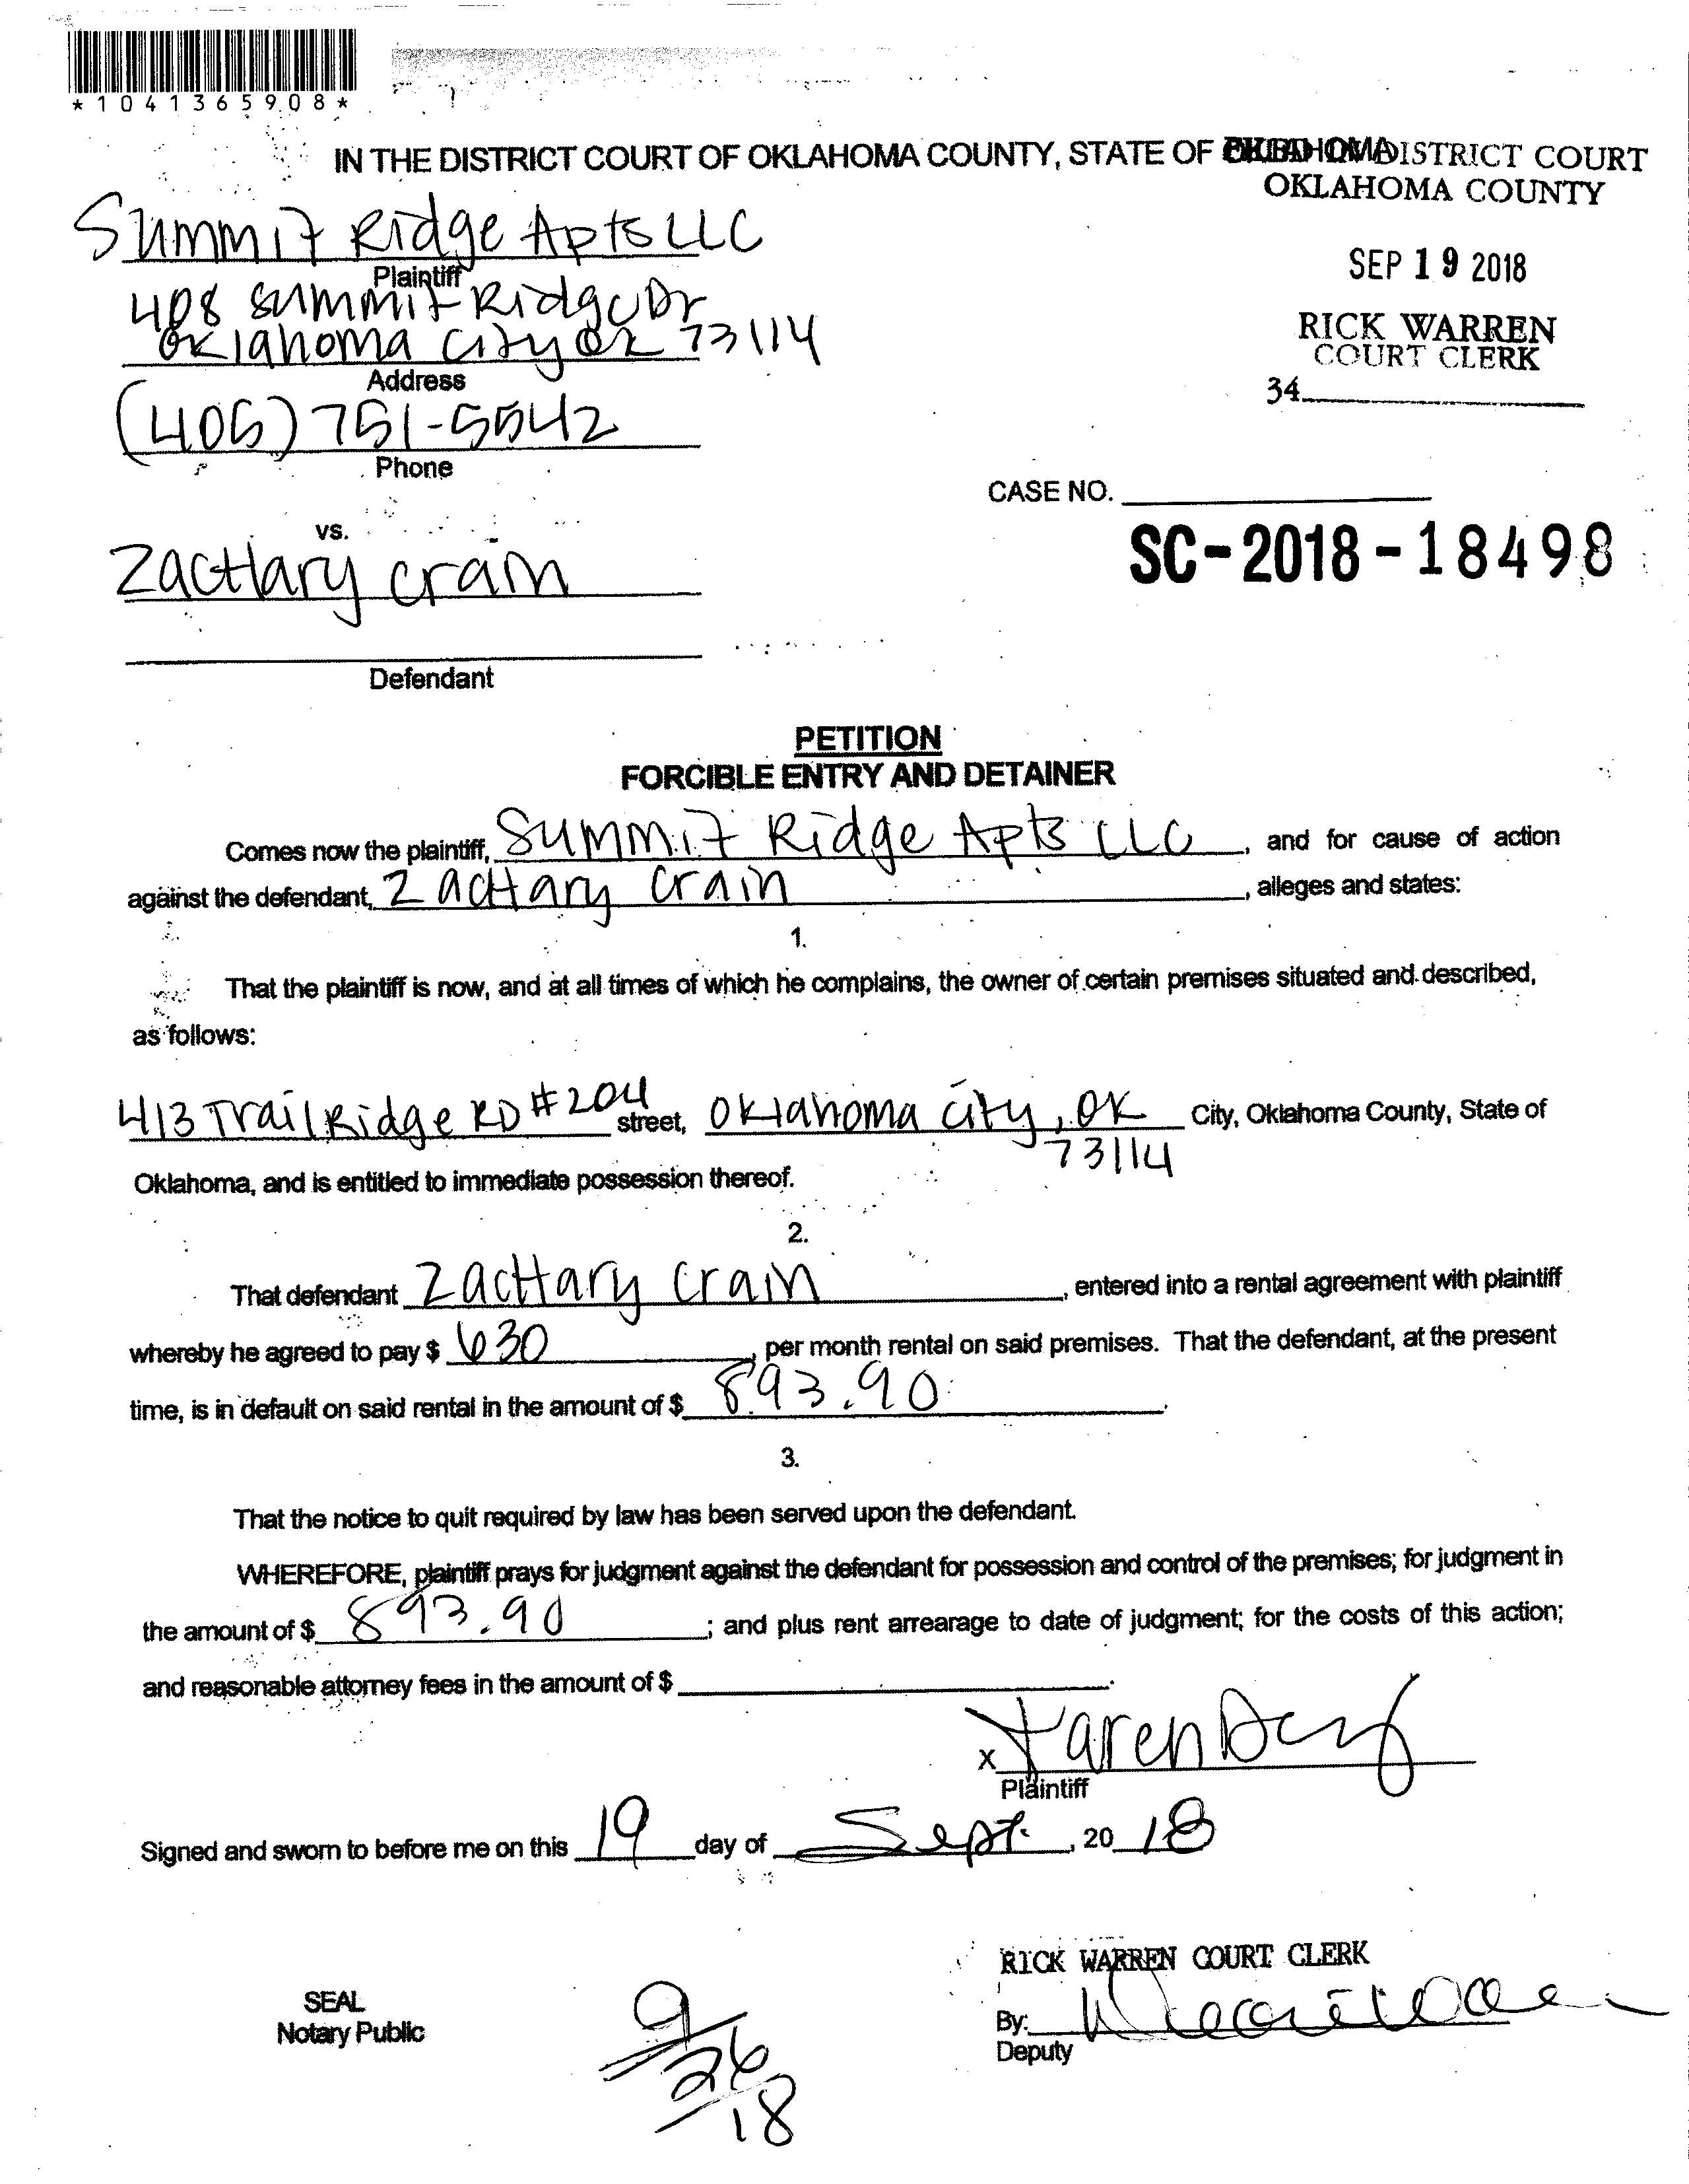 *1041365908*
IN THE DISTRICT COURT OF OKLAHOMA COUNTY, STATE OF OKLAHOMA
DISTRICT COURT
OKLAHOMA COUNTY
Summit Ridge Apts LLC
Plaintiff
SEP 19 2018
408 Summit Ridge Dr
Oklahoma City OK 73114
Address
RICK WARREN
COURT CLERK
34
(405) 751-5542
Phone
CASE NO.
SC-2018-18498
vs.
Zacttary Crain
Defendant
PETITION
FORCIBLE ENTRY AND DETAINER
Comes now the plaintiff, Summit Ridge Apts LLC, and for cause of action
against the defendant, Zacttary Crain, alleges and states:
1.
That the plaintiff is now, and at all times of which he complains, the owner of certain premises situated and described,
as follows:
413 Trail Ridge RD #204 street, Oklahoma City, OK City, Oklahoma County, State of
73114
Oklahoma, and is entitled to immediate possession thereof.
2.
That defendant Zacttary Crain, entered into a rental agreement with plaintiff
whereby he agreed to pay $ 630, per month rental on said premises. That the defendant, at the present
time, is in default on said rental in the amount of $ 893.90.
3.
That the notice to quit required by law has been served upon the defendant.
WHEREFORE, plaintiff prays for judgment against the defendant for possession and control of the premises; for judgment in
the amount of $ 893.90; and plus rent arrearage to date of judgment; for the costs of this action;
and reasonable attorney fees in the amount of $.
x Karen
Plaintiff
Signed and sworn to before me on this 19 day of Sept., 2018
RICK WARREN COURT CLERK
SEAL
Notary Public
By:
Deputy
9/26/18